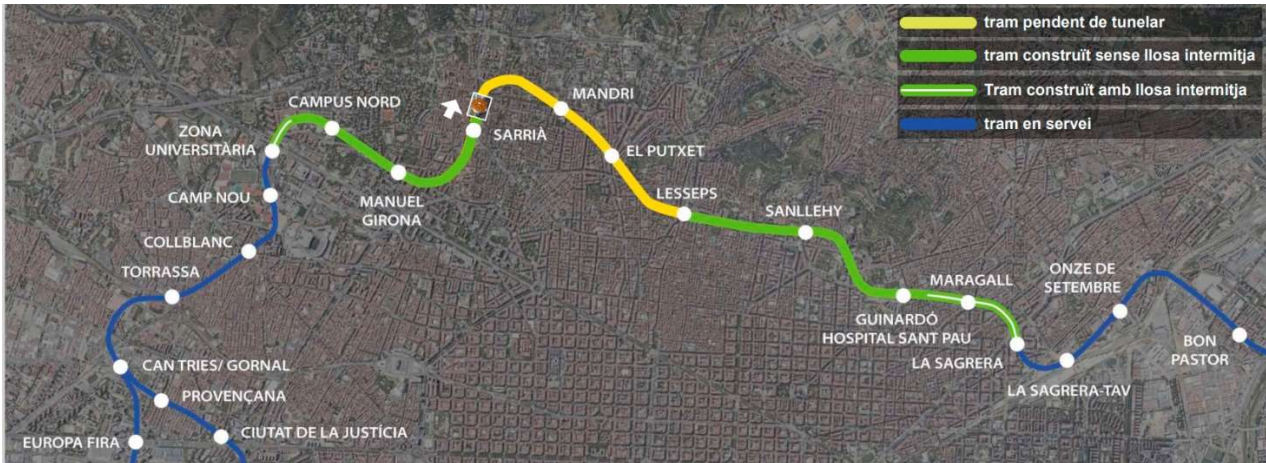 tram pendent de tunelar
tram construït sense llosa intermitja
Tram construït amb llosa intermitja
tram en servei
CAMPUS NORD
MANDRI
ZONA
UNIVERSITÀRIA
SARRIÀ
EL PUTXET
CAMP NOU
MANUEL
GIRONA
LESSEPS
SANLLEHY
COLLBLANC
TORRASSA
MARAGALL
ONZE DE
SETEMBRE
GUINARDÓ
HOSPITAL SANT PAU
BON
PASTOR
LA SAGRERA
CAN TRIES/ GORNAL
LA SAGRERA-TAV
PROVENÇANA
EUROPA FIRA
CIUTAT DE LA JUSTÍCIA